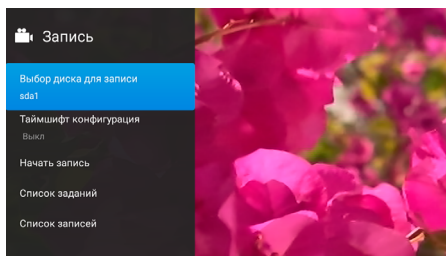 Запись
Выбор диска для записи
sda1
Таймшифт конфигурация
Выкл
Начать запись
Список заданий
Список записей